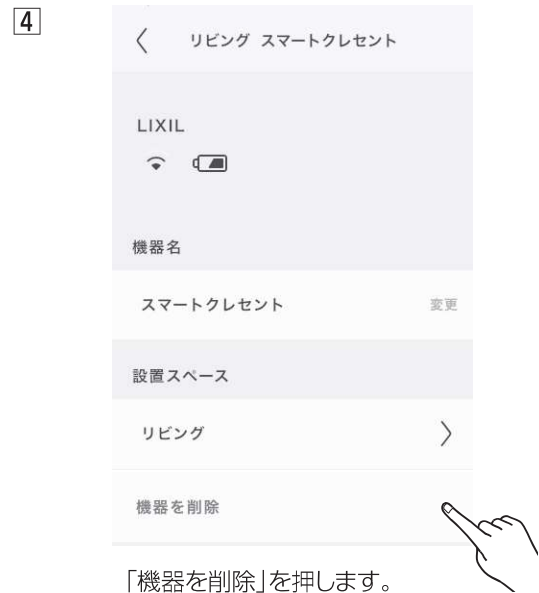 4
リビング スマートクレセント
LIXIL
機器名
スマートクレセント 変更
設置スペース
リビング
機器を削除
「機器を削除」を押します。